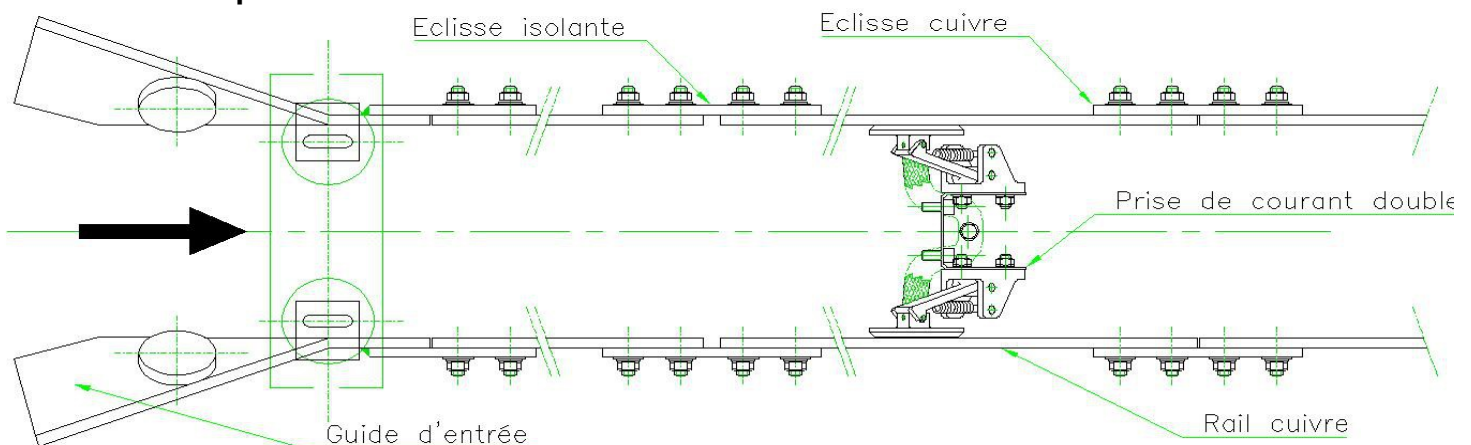 Eclisse isolante
Eclisse cuivre
Prise de courant double
Rail cuivre
Guide d'entrée